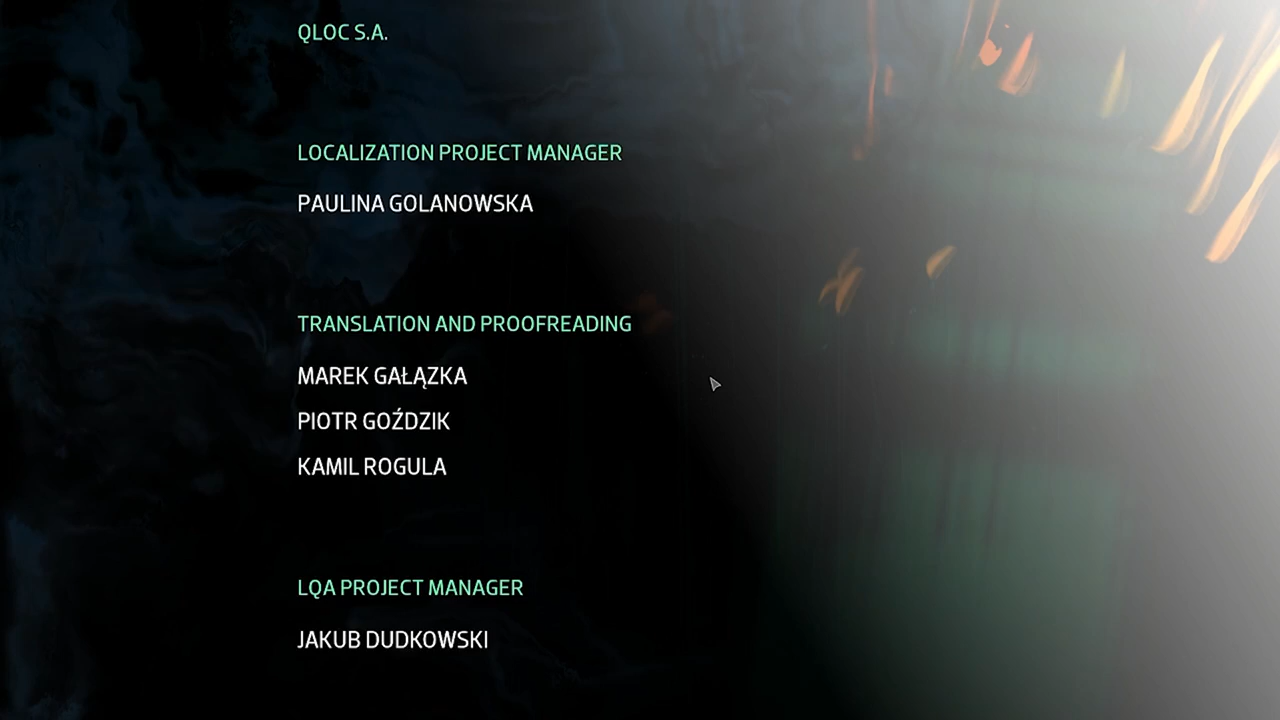 QLOC S.A.
LOCALIZATION PROJECT MANAGER
PAULINA GOLANOWSKA
TRANSLATION AND PROOFREADING
MAREK GAŁĄZKA
PIOTR GOŹDZIK
KAMIL ROGULA
LQA PROJECT MANAGER
JAKUB DUDKOWSKI